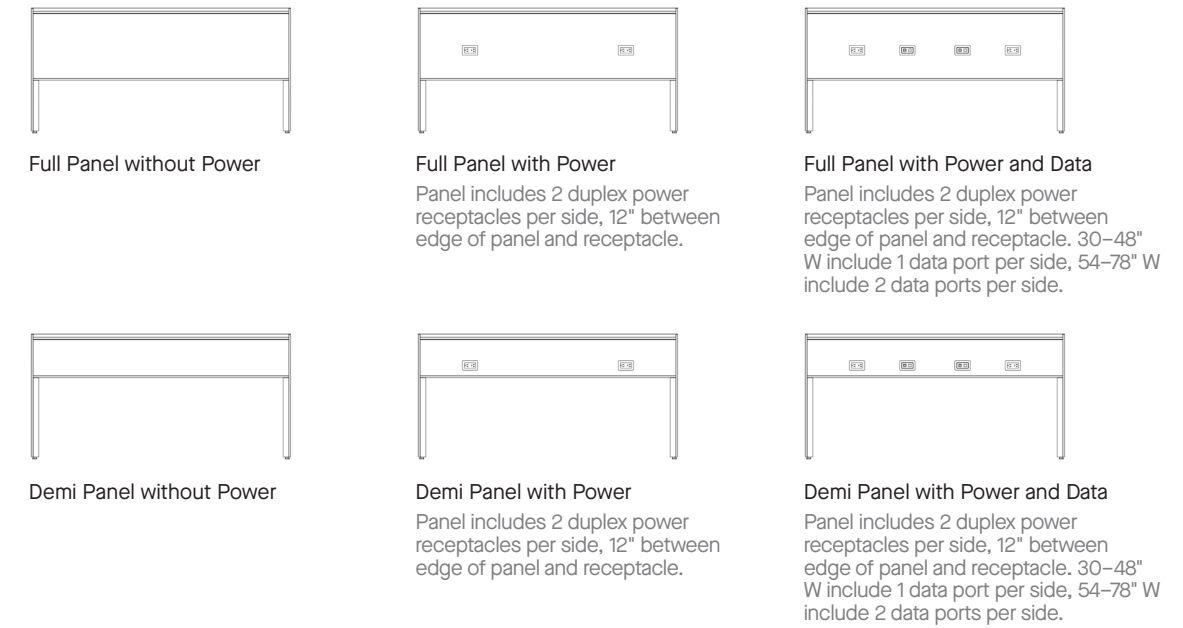 Full Panel without Power
Full Panel with Power
Panel includes 2 duplex power
receptacles per side, 12" between
edge of panel and receptacle.
Full Panel with Power and Data
Panel includes 2 duplex power
receptacles per side, 12" between
edge of panel and receptacle. 30–48"
W include 1 data port per side, 54–78" W
include 2 data ports per side.
Demi Panel without Power
Demi Panel with Power
Panel includes 2 duplex power
receptacles per side, 12" between
edge of panel and receptacle.
Demi Panel with Power and Data
Panel includes 2 duplex power
receptacles per side, 12" between
edge of panel and receptacle. 30–48"
W include 1 data port per side, 54–78" W
include 2 data ports per side.